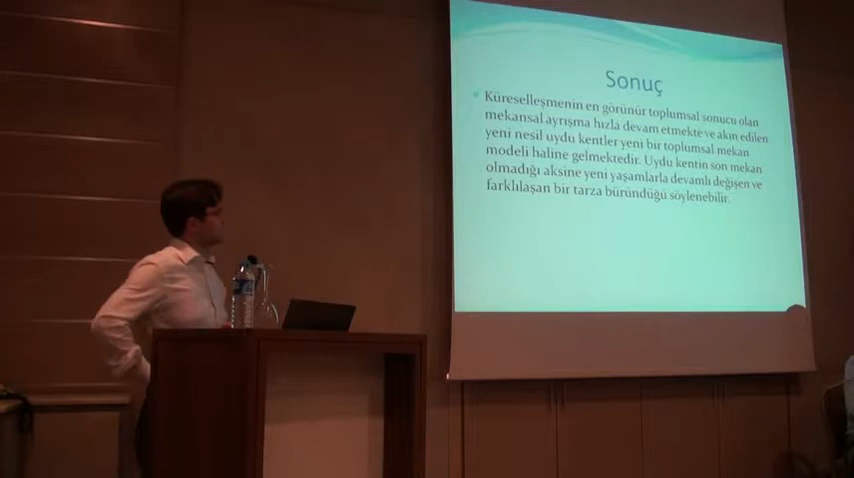 Sonuç
Küreselleşmenin en görünür toplumsal sonucu olan
mekansal ayrışma hızla devam etmekte ve akın edilen
yeni nesil uydu kentler yeni bir toplumsal mekan
modeli haline gelmektedir. Uydu kentin son mekan
olmadığı aksine yeni yaşamlarla devamlı değişen ve
farklılaşan bir tarza büründüğü söylenebilir.